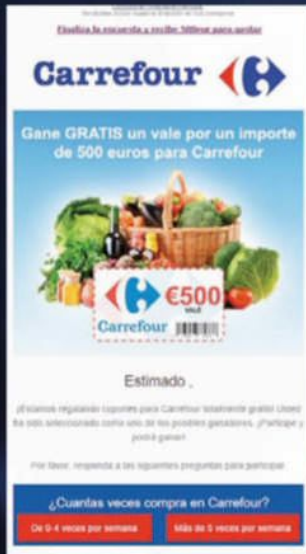 Finaliza la encuesta y recibe 500eur para gastar
Carrefour
Gane GRATIS un vale por un importe
de 500 euros para Carrefour
€500
VALE
Carrefour
Estimado ,
¡Estamos regalando cupones para Carrefour totalmente gratis! Usted
ha sido seleccionado como uno de los posibles ganadores. ¡Participe y
podrá ganar!
Por favor, responda a las siguientes preguntas para participar
¿Cuantas veces compra en Carrefour?
De 0-4 veces por semana
Más de 5 veces por semana